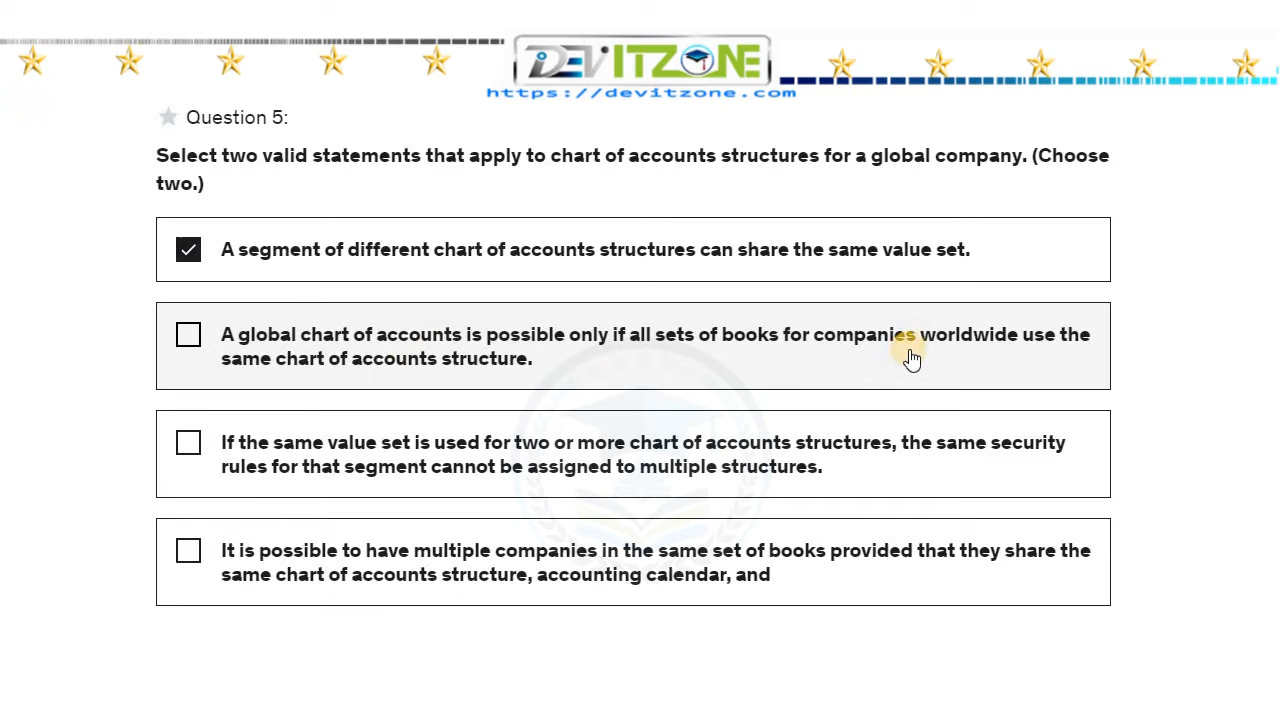 DEVITZONE
https://devitzone.com
Question 5:
Select two valid statements that apply to chart of accounts structures for a global company. (Choose
two.)
A segment of different chart of accounts structures can share the same value set.
A global chart of accounts is possible only if all sets of books for companies worldwide use the
same chart of accounts structure.
If the same value set is used for two or more chart of accounts structures, the same security
rules for that segment cannot be assigned to multiple structures.
It is possible to have multiple companies in the same set of books provided that they share the
same chart of accounts structure, accounting calendar, and